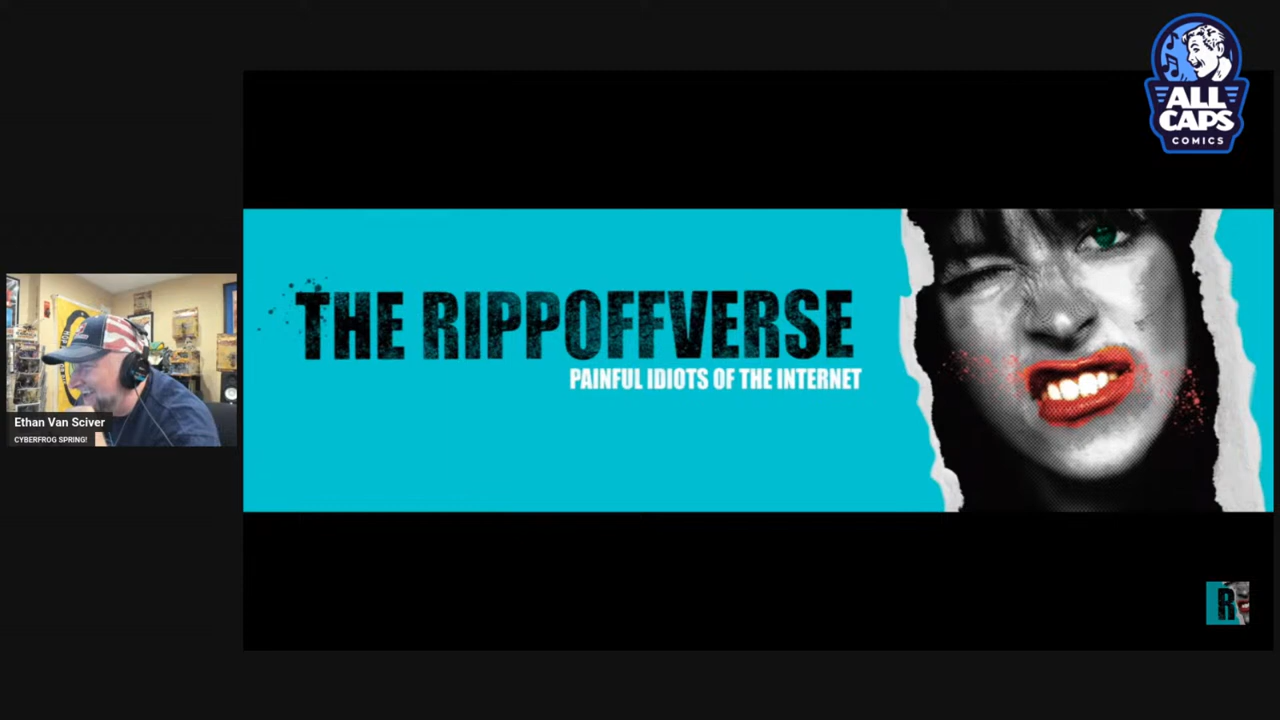 ALL
CAPS
COMICS
THE RIPPOFFVERSE
PAINFUL IDIOTS OF THE INTERNET
Ethan Van Sciver
CYBERFROG SPRING!
R